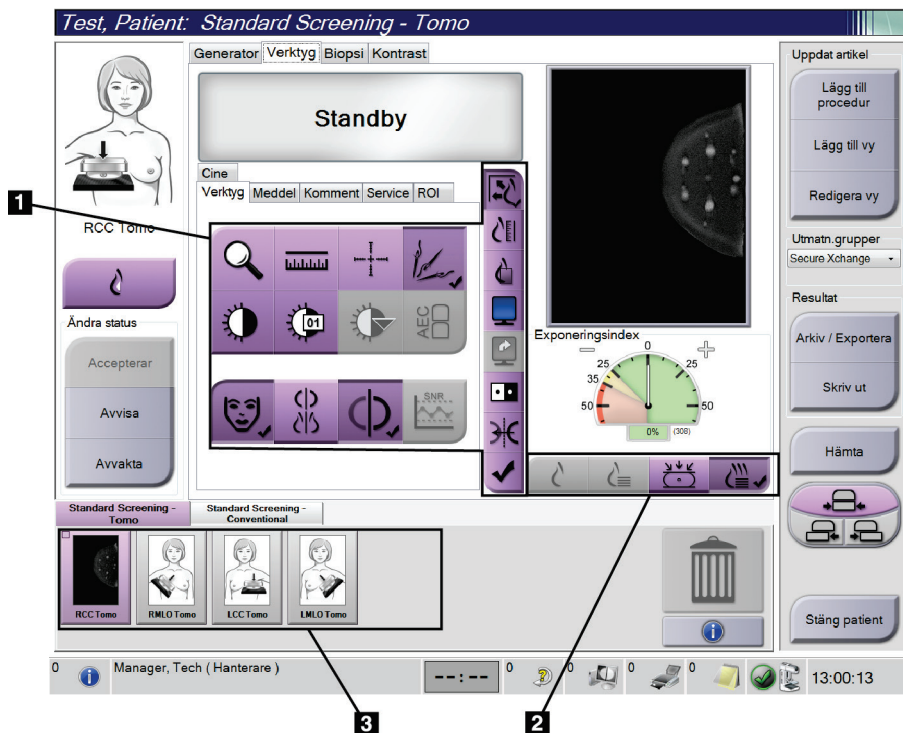 Test, Patient: Standard Screening - Tomo
Generator Verktyg Biopsi Kontrast
Standby
Cine
Verktyg Meddel Komment Service ROI
1
RCC Tomo
Ändra status
Accepterar
Avvisa
Avvakta
01
AEC
SNR
Exponeringsindex
0
25 25
35
50 50
0% (308)
Uppdat artikel
Lägg till
procedur
Lägg till vy
Redigera vy
Utmatn.grupper
Secure Xchange
Resultat
Arkiv / Exportera
Skriv ut
Hämta
Stäng patient
Standard Screening -
Tomo
Standard Screening -
Conventional
RCC Tomo RMLO Tomo LCC Tomo LMLO Tomo
0 Manager, Tech ( Hanterare ) --:-- 0 0 0 0 13:00:13
3 2